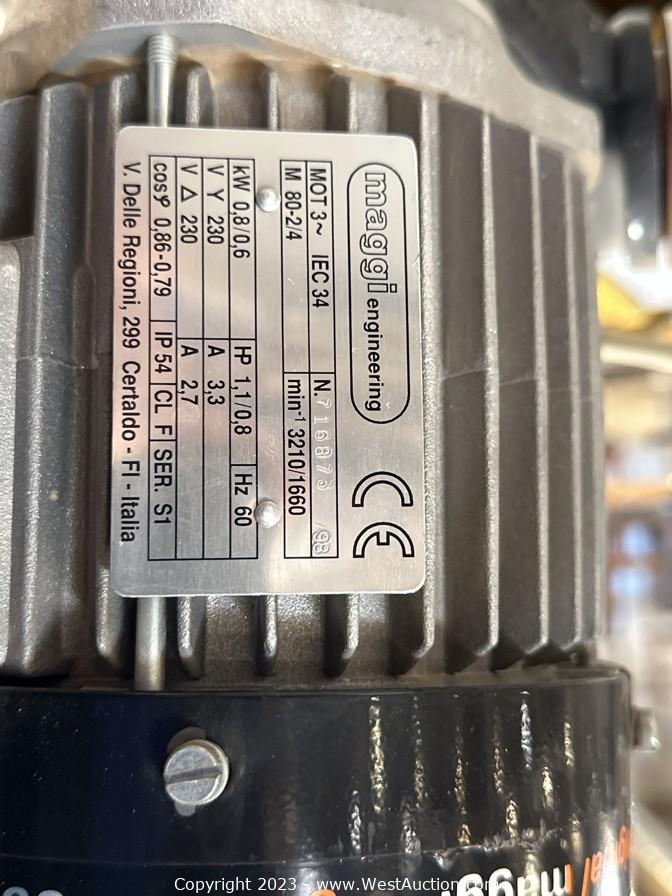 maggi engineering CE
MOT 3~ IEC 34 N. 716873 /98
M 80-2/4 min-1 3210/1660
kW 0,8/0,6 HP 1,1/0,8 Hz 60
V Y 230 A 3,3
V Δ 230 A 2,7
cosφ 0,86-0,79 IP 54 CL F SER. S1
V. Delle Regioni, 299 Certaldo - FI - Italia
Copyright 2023 - www.WestAuction.com